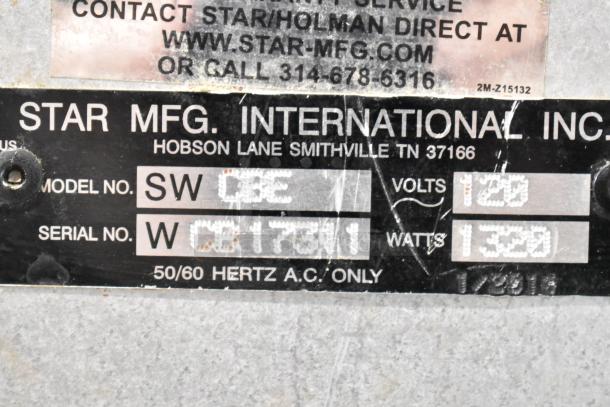 CONTACT STAR/HOLMAN DIRECT AT
WWW.STAR-MFG.COM
OR CALL 314-678-6316
2M-Z15132
STAR MFG. INTERNATIONAL INC.
HOBSON LANE SMITHVILLE TN 37166
US
MODEL NO. SW VOLTS 120
SERIAL NO. W WATTS 1320
50/60 HERTZ A.C. ONLY